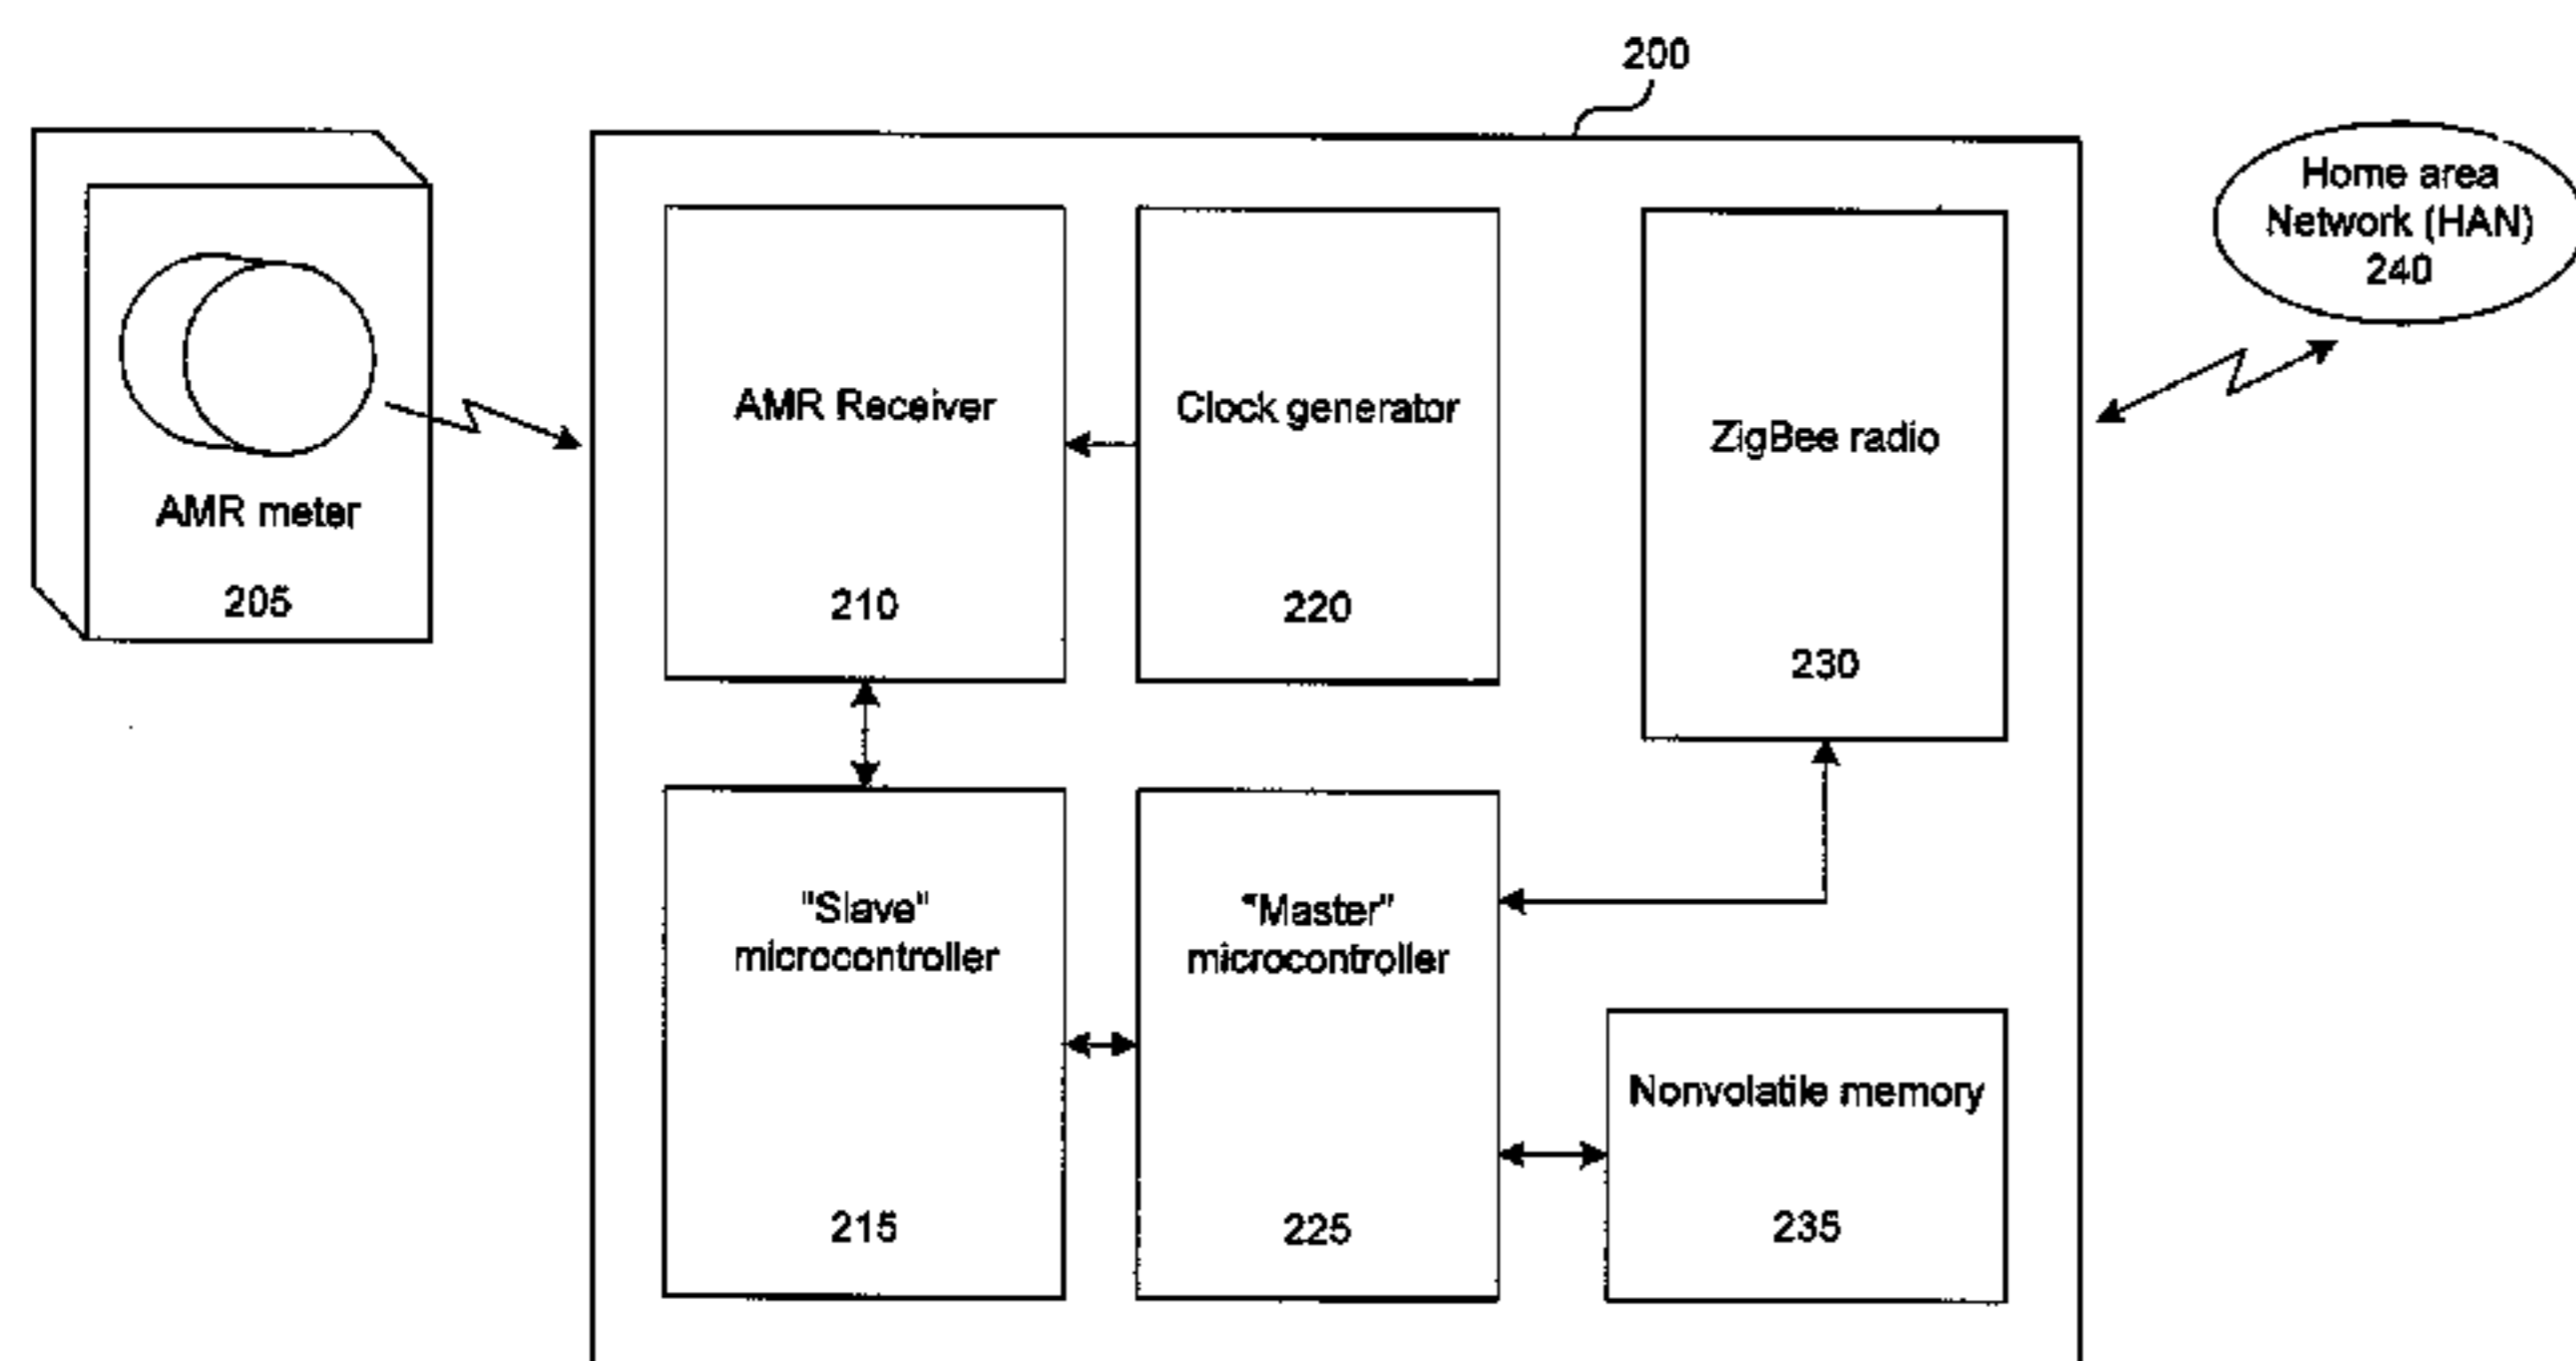 200
Home area
Network (HAN)
240
AMR meter
205
AMR Receiver
210
Clock generator
220
ZigBee radio
230
"Slave"
microcontroller
215
"Master"
microcontroller
225
Nonvolatile memory
235